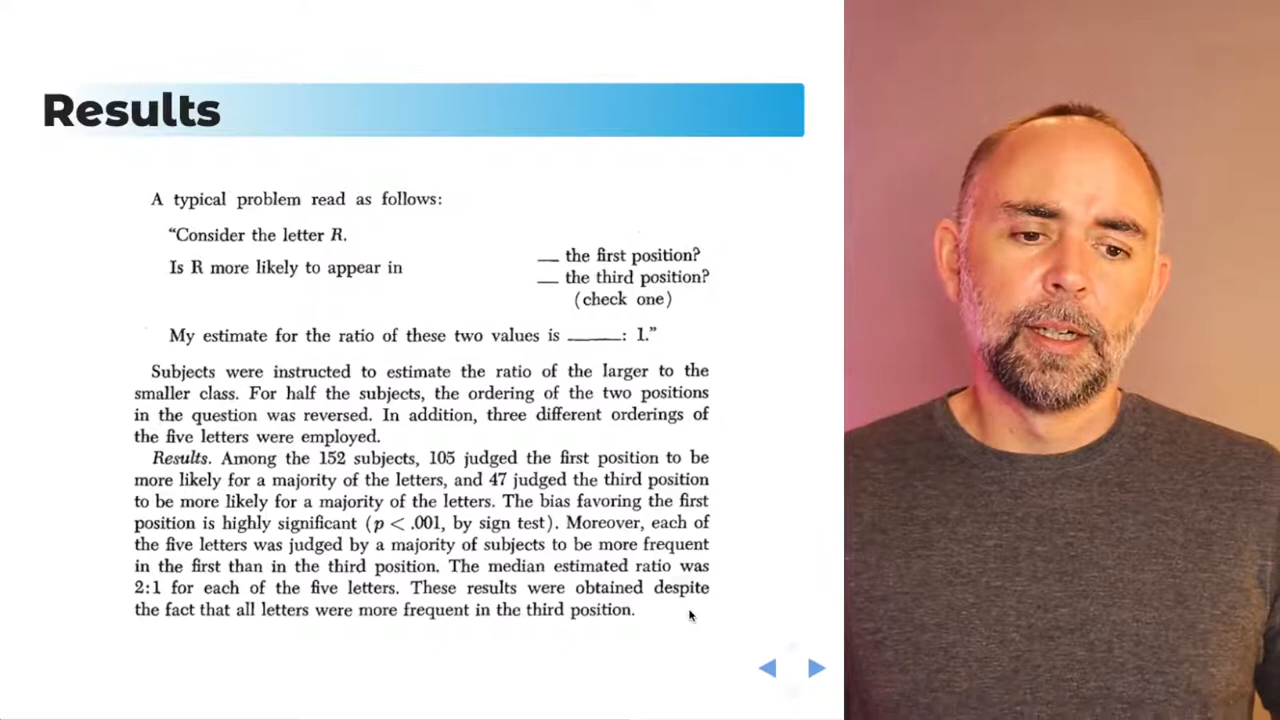 Results
A typical problem read as follows:
“Consider the letter R.
Is R more likely to appear in
__ the first position?
__ the third position?
(check one)
My estimate for the ratio of these two values is _____: 1.”
Subjects were instructed to estimate the ratio of the larger to the
smaller class. For half the subjects, the ordering of the two positions
in the question was reversed. In addition, three different orderings of
the five letters were employed.
Results. Among the 152 subjects, 105 judged the first position to be
more likely for a majority of the letters, and 47 judged the third position
to be more likely for a majority of the letters. The bias favoring the first
position is highly significant (p < .001, by sign test). Moreover, each of
the five letters was judged by a majority of subjects to be more frequent
in the first than in the third position. The median estimated ratio was
2:1 for each of the five letters. These results were obtained despite
the fact that all letters were more frequent in the third position.